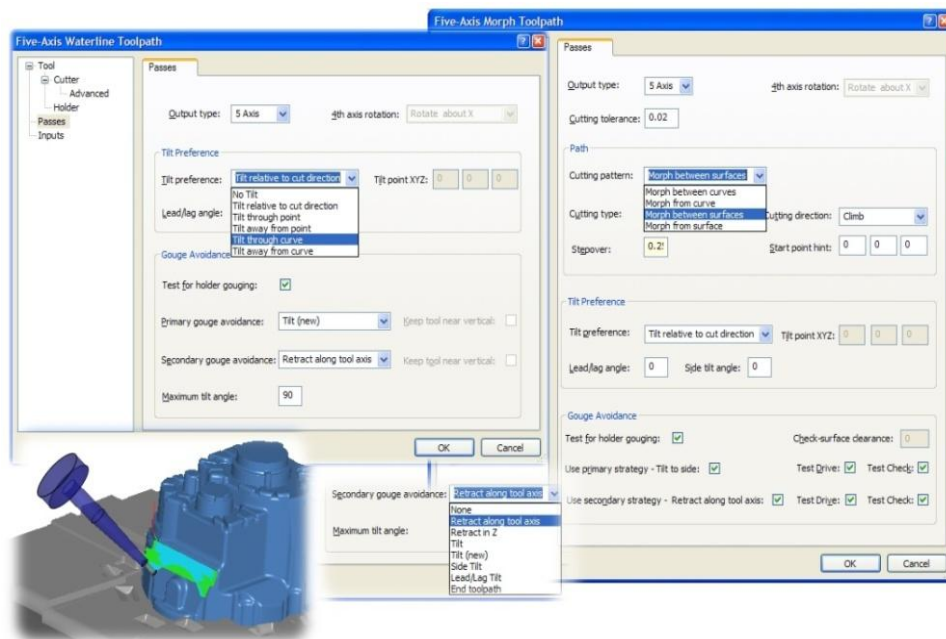 Five-Axis Waterline Toolpath
Tool
Cutter
Advanced
Holder
Passes
Inputs
Passes
Output type: 5 Axis 4th axis rotation: Rotate about X
Tilt Preference
Tilt preference: Tilt relative to cut direction Tilt point XYZ: 0 0 0
No Tilt
Tilt relative to cut direction
Tilt through point
Tilt away from point
Tilt through curve
Tilt away from curve
Lead/lag angle:
Gouge Avoidance
Test for holder gouging:
Primary gouge avoidance: Tilt (new) Keep tool near vertical:
Secondary gouge avoidance: Retract along tool axis Keep tool near vertical:
Maximum tilt angle: 90
OK Cancel
Secondary gouge avoidance: Retract along tool axis
None
Retract along tool axis
Retract in Z
Tilt
Tilt (new)
Side Tilt
Lead/Lag Tilt
End toolpath
Maximum tilt angle:
Five-Axis Morph Toolpath
Passes
Output type: 5 Axis 4th axis rotation: Rotate about X
Cutting tolerance: 0.02
Path
Cutting pattern: Morph between surfaces
Morph between curves
Morph from curve
Morph between surfaces
Morph from surface
Cutting type: Cutting direction: Climb
Stepover: Start point hint: 0 0 0
Tilt Preference
Tilt preference: Tilt relative to cut direction Tilt point XYZ: 0 0 0
Lead/lag angle: 0 Side tilt angle: 0
Gouge Avoidance
Test for holder gouging: Check-surface clearance: 0
Use primary strategy - Tilt to side: Test Drive: Test Check:
Use secondary strategy - Retract along tool axis: Test Drive: Test Check:
OK Cancel